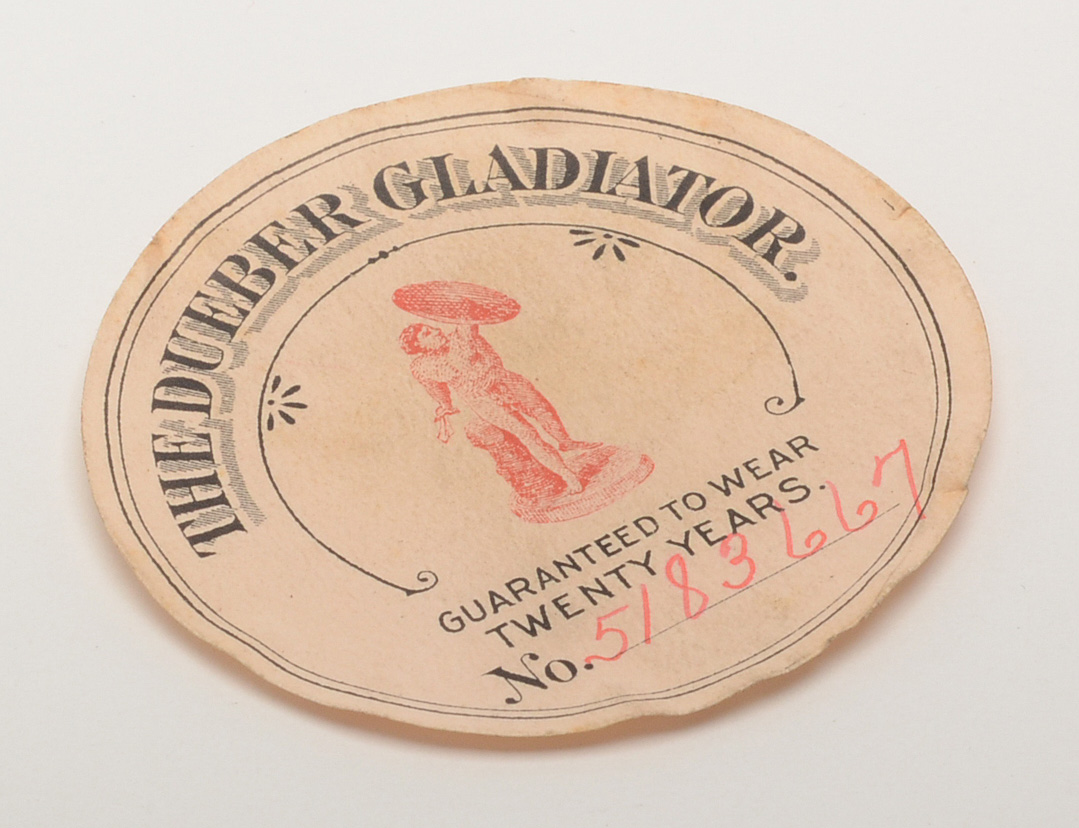 THE DUEBER GLADIATOR.
GUARANTEED TO WEAR
TWENTY YEARS.
No. 5183667